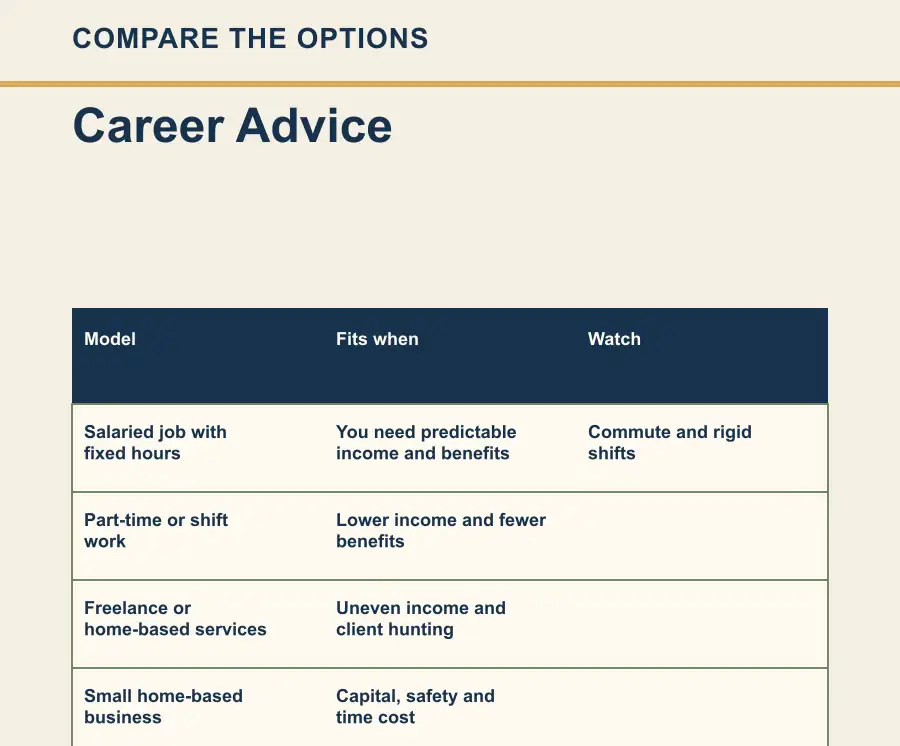 COMPARE THE OPTIONS
Career Advice
Model Fits when Watch
Salaried job with
fixed hours
You need predictable
income and benefits
Commute and rigid
shifts
Part-time or shift
work
Lower income and fewer
benefits
Freelance or
home-based services
Uneven income and
client hunting
Small home-based
business
Capital, safety and
time cost